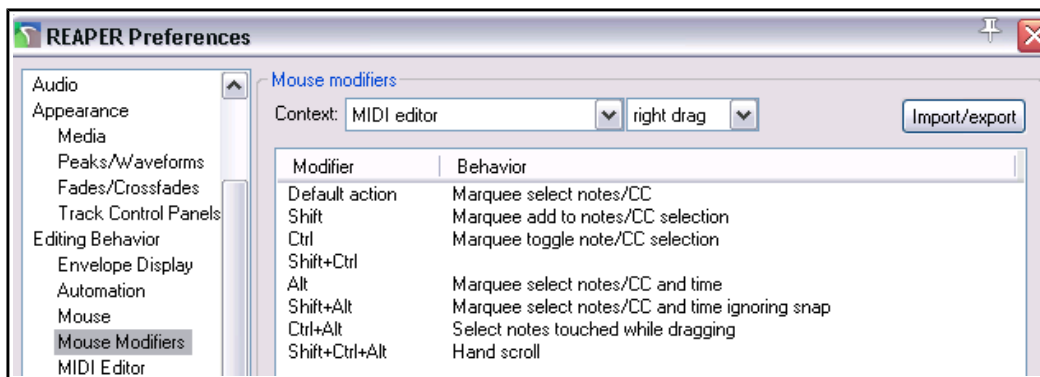 REAPER Preferences
Audio
Appearance
Media
Peaks/Waveforms
Fades/Crossfades
Track Control Panels
Editing Behavior
Envelope Display
Automation
Mouse
Mouse Modifiers
MIDI Editor
Mouse modifiers
Context: MIDI editor right drag Import/export
Modifier Behavior
Default action Marquee select notes/CC
Shift Marquee add to notes/CC selection
Ctrl Marquee toggle note/CC selection
Shift+Ctrl
Alt Marquee select notes/CC and time
Shift+Alt Marquee select notes/CC and time ignoring snap
Ctrl+Alt Select notes touched while dragging
Shift+Ctrl+Alt Hand scroll